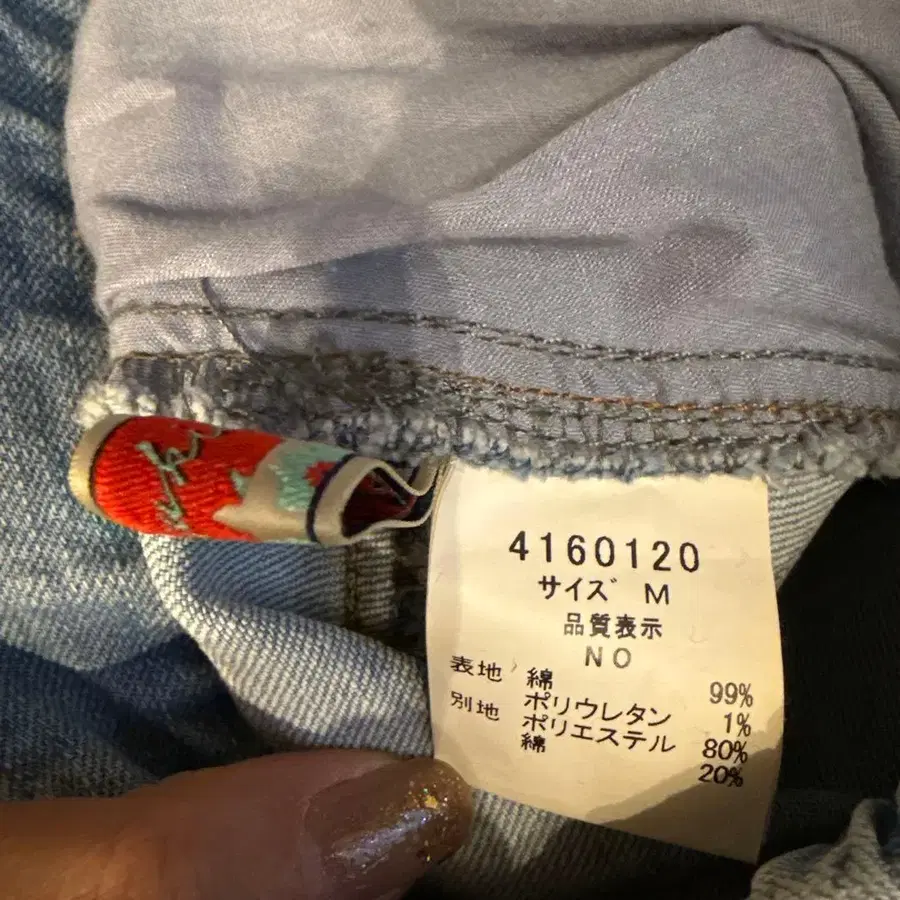 4160120
サイズ M
品質表示
NO
表地 綿 99%
ポリウレタン 1%
別地 ポリエステル 80%
綿 20%